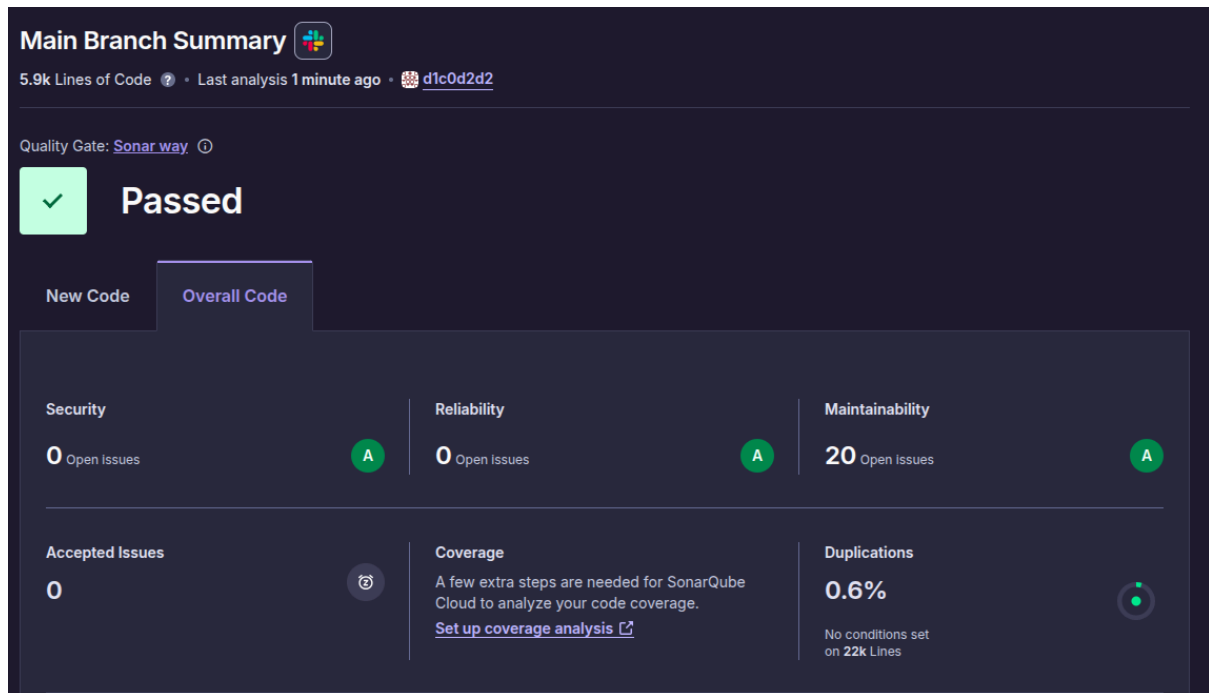 Main Branch Summary
5.9k Lines of Code ? • Last analysis 1 minute ago • d1c0d2d2
Quality Gate: Sonar way
Passed
New Code
Overall Code
Security
0 Open issues
A
Reliability
0 Open issues
A
Maintainability
20 Open issues
A
Accepted Issues
0
Coverage
A few extra steps are needed for SonarQube
Cloud to analyze your code coverage.
Set up coverage analysis
Duplications
0.6%
No conditions set
on 22k Lines